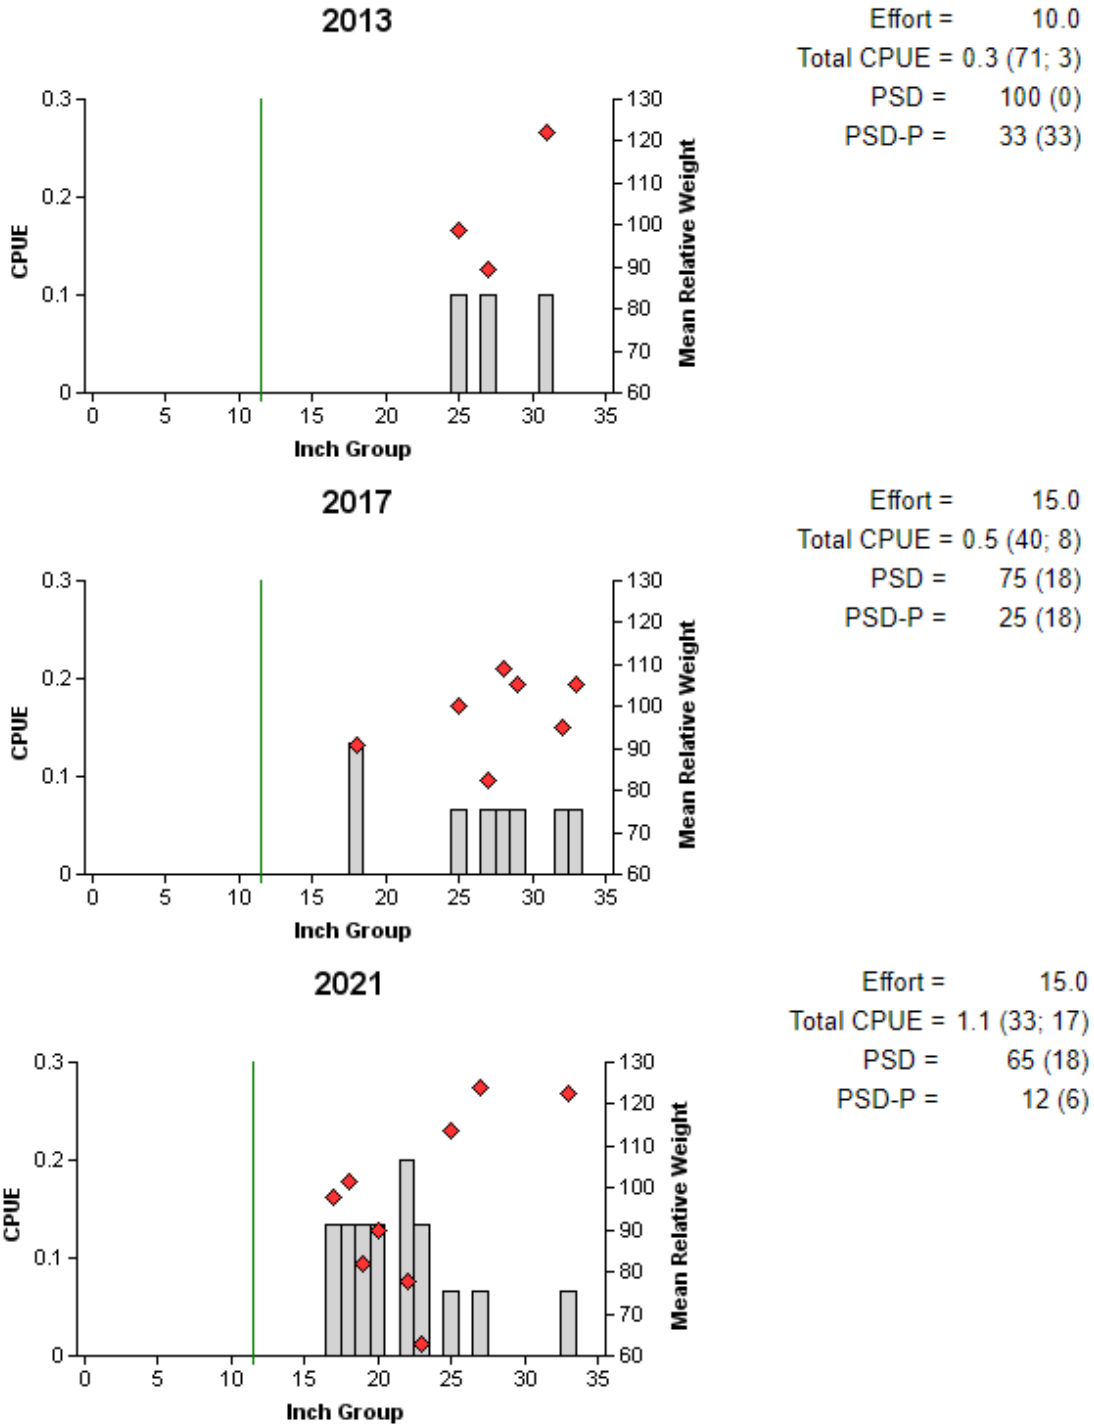 2013
Effort = 10.0
Total CPUE = 0.3 (71; 3)
PSD = 100 (0)
PSD-P = 33 (33)
0.3
0.2
0.1
0
CPUE
130
120
110
100
90
80
70
60
Mean Relative Weight
0 5 10 15 20 25 30 35
Inch Group
2017
Effort = 15.0
Total CPUE = 0.5 (40; 8)
PSD = 75 (18)
PSD-P = 25 (18)
0.3
0.2
0.1
0
CPUE
130
120
110
100
90
80
70
60
Mean Relative Weight
0 5 10 15 20 25 30 35
Inch Group
2021
Effort = 15.0
Total CPUE = 1.1 (33; 17)
PSD = 65 (18)
PSD-P = 12 (6)
0.3
0.2
0.1
0
CPUE
130
120
110
100
90
80
70
60
Mean Relative Weight
0 5 10 15 20 25 30 35
Inch Group